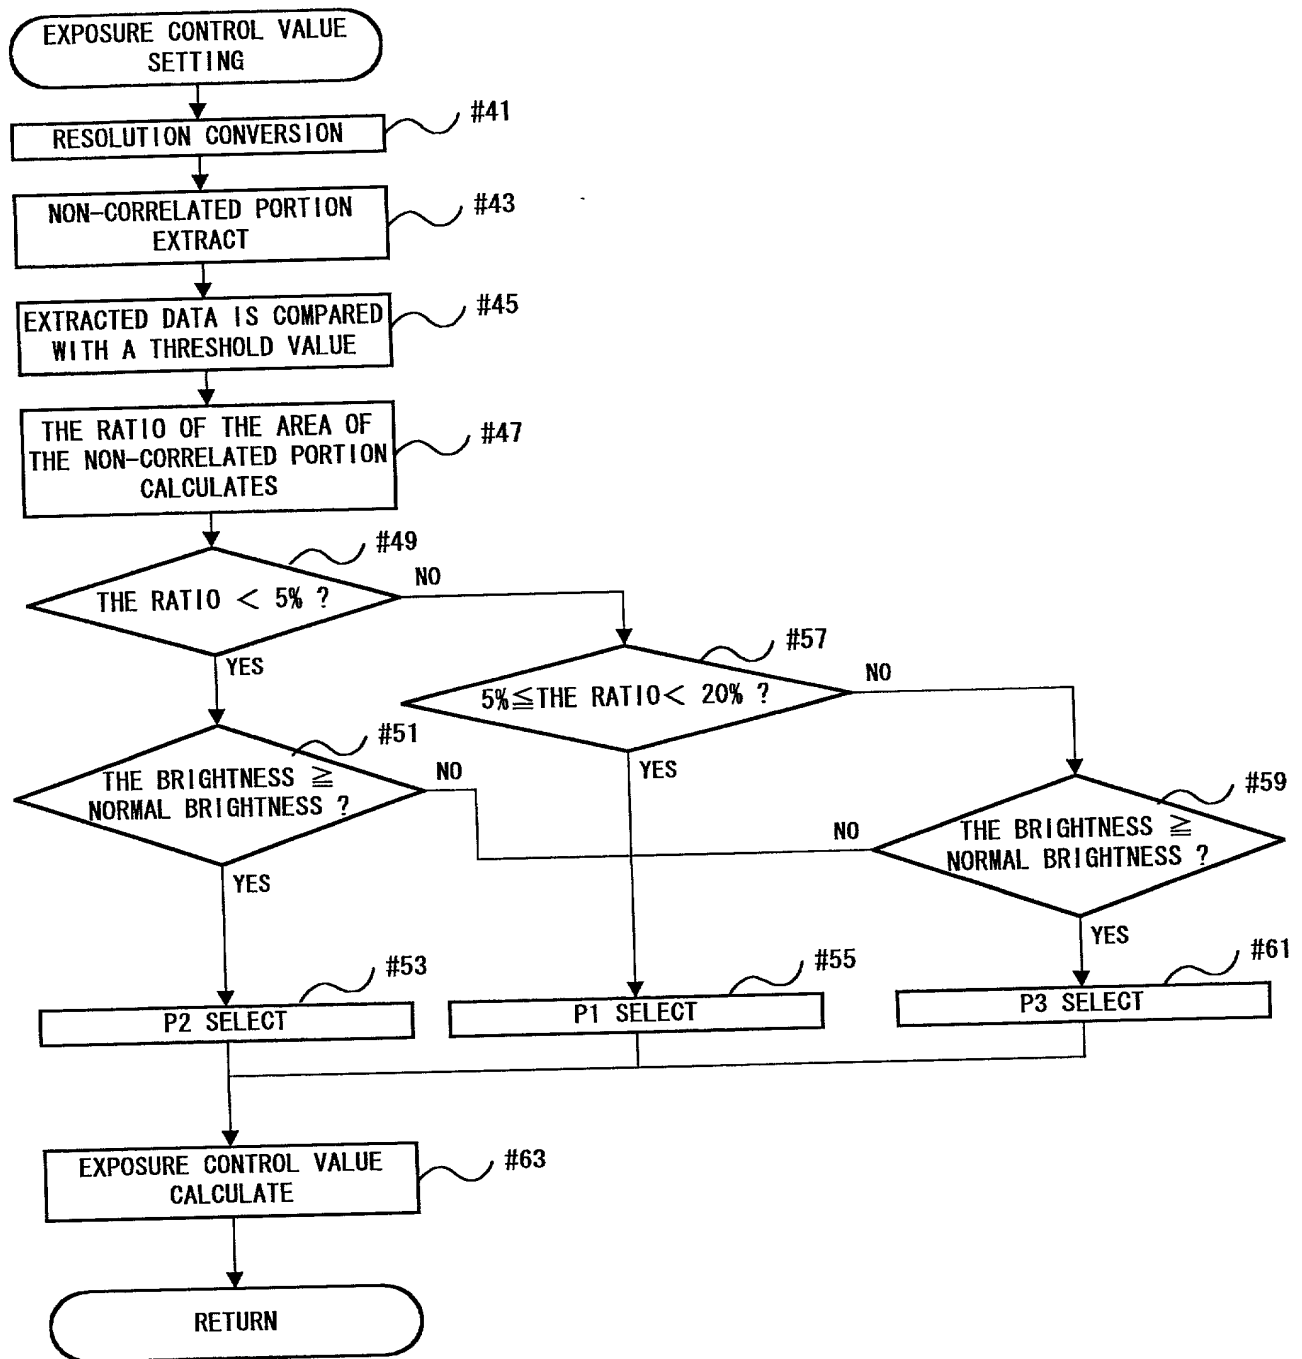 EXPOSURE CONTROL VALUE
SETTING
#41
RESOLUTION CONVERSION
#43
NON-CORRELATED PORTION
EXTRACT
#45
EXTRACTED DATA IS COMPARED
WITH A THRESHOLD VALUE
#47
THE RATIO OF THE AREA OF
THE NON-CORRELATED PORTION
CALCULATES
#49
THE RATIO < 5% ?
NO
YES
#57
5%≦THE RATIO< 20% ?
NO
YES
#51
THE BRIGHTNESS ≧
NORMAL BRIGHTNESS ?
NO
YES
#59
THE BRIGHTNESS ≧
NORMAL BRIGHTNESS ?
NO
YES
#53
P2 SELECT
#55
P1 SELECT
#61
P3 SELECT
#63
EXPOSURE CONTROL VALUE
CALCULATE
RETURN